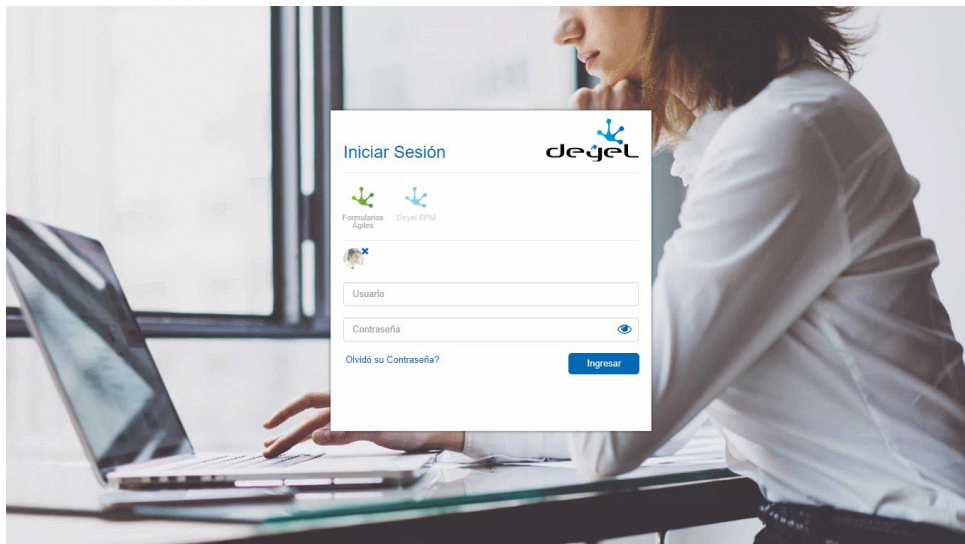 Iniciar Sesión
deyel
Formularios
Ágiles
Deyel BPM
Usuario
Contraseña
Olvidó su Contraseña?
Ingresar